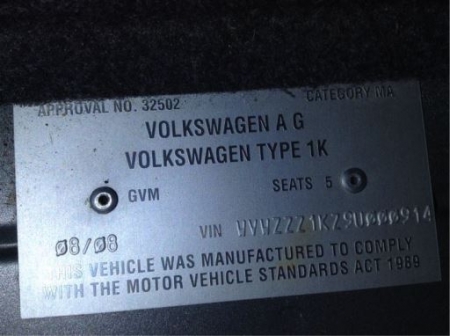 APPROVAL NO. 32502 CATEGORY MA
VOLKSWAGEN A G
VOLKSWAGEN TYPE 1K
GVM SEATS 5
08/08 VIN WVWZZZ1KZ9U000914
THIS VEHICLE WAS MANUFACTURED TO COMPLY
WITH THE MOTOR VEHICLE STANDARDS ACT 1989